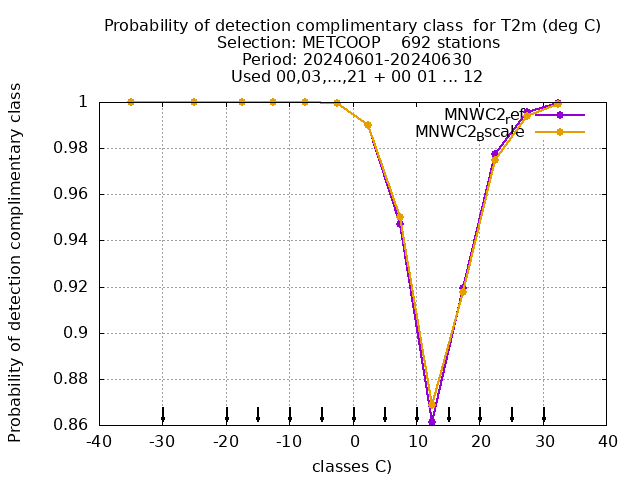 Probability of detection complimentary class  for T2m (deg C)
Selection: METCOOP    692 stations
Period: 20240601-20240630
Used 00,03,...,21 + 00 01 ... 12
Probability of detection complimentary class
1
0.98
0.96
0.94
0.92
0.9
0.88
0.86
MNWC2ref
MNWC2Bscale
-40 -30 -20 -10 0 10 20 30 40
classes C)